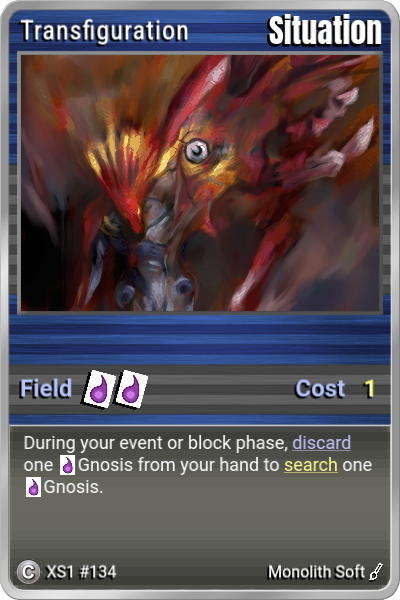 Transfiguration Situation
Field Cost 1
During your event or block phase, discard
one Gnosis from your hand to search one
Gnosis.
C XS1 #134 Monolith Soft